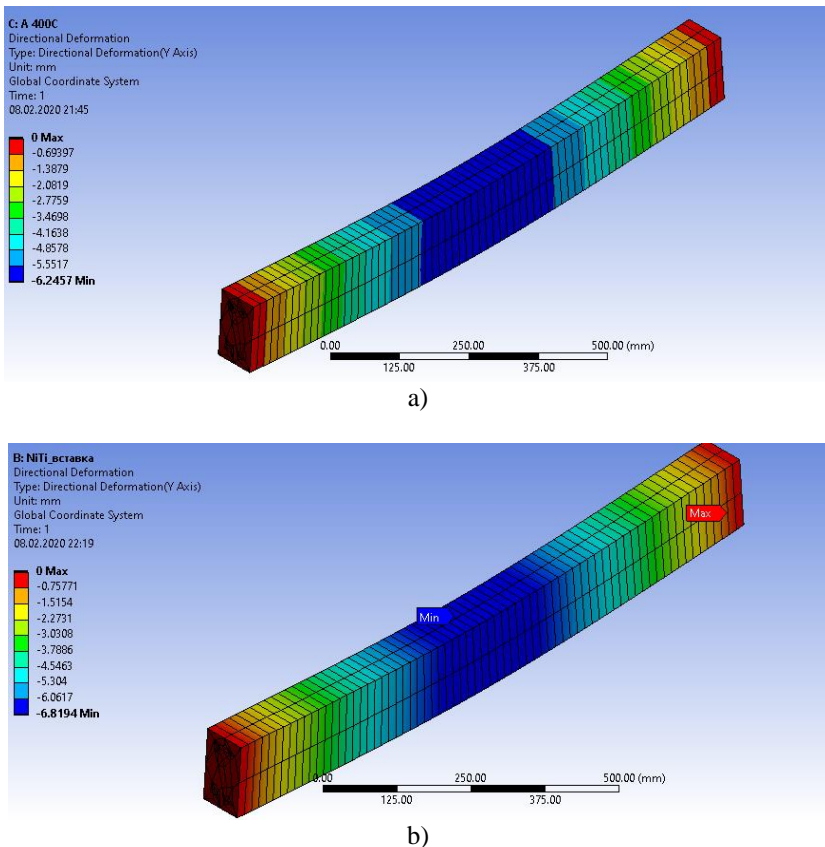 C: A 400C
Directional Deformation
Type: Directional Deformation(Y Axis)
Unit: mm
Global Coordinate System
Time: 1
08.02.2020 21:45
0 Max
-0.69397
-1.3879
-2.0819
-2.7759
-3.4698
-4.1638
-4.8578
-5.5517
-6.2457 Min
0.00 250.00 500.00 (mm)
125.00 375.00
a)
B: NiTi_вставка
Directional Deformation
Type: Directional Deformation(Y Axis)
Unit: mm
Global Coordinate System
Time: 1
08.02.2020 22:19
0 Max
-0.75771
-1.5154
-2.2731
-3.0308
-3.7886
-4.5463
-5.304
-6.0617
-6.8194 Min
Max
Min
0.00 250.00 500.00 (mm)
125.00 375.00
b)